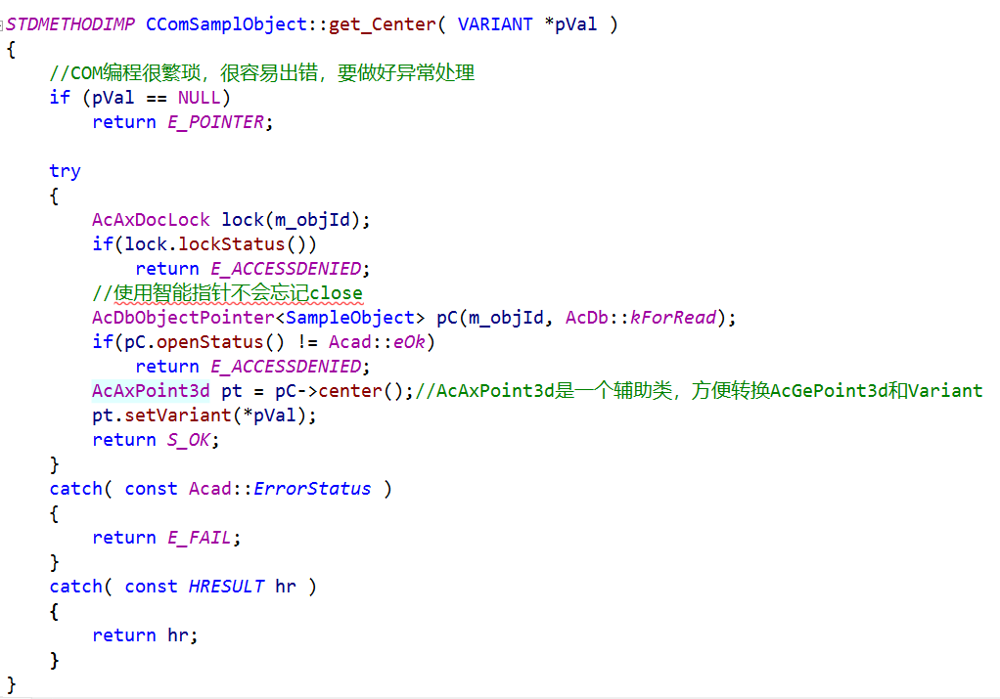 STDMETHODIMP CComSamplObject::get_Center( VARIANT *pVal )
{
    //COM编程很繁琐，很容易出错，要做好异常处理
    if (pVal == NULL)
        return E_POINTER;

    try
    {
        AcAxDocLock lock(m_objId);
        if(lock.lockStatus())
            return E_ACCESSDENIED;
        //使用智能指针不会忘记close
        AcDbObjectPointer<SampleObject> pC(m_objId, AcDb::kForRead);
        if(pC.openStatus() != Acad::eOk)
            return E_ACCESSDENIED;
        AcAxPoint3d pt = pC->center();//AcAxPoint3d是一个辅助类，方便转换AcGePoint3d和Variant
        pt.setVariant(*pVal);
        return S_OK;
    }
    catch( const Acad::ErrorStatus )
    {
        return E_FAIL;
    }
    catch( const HRESULT hr )
    {
        return hr;
    }
}